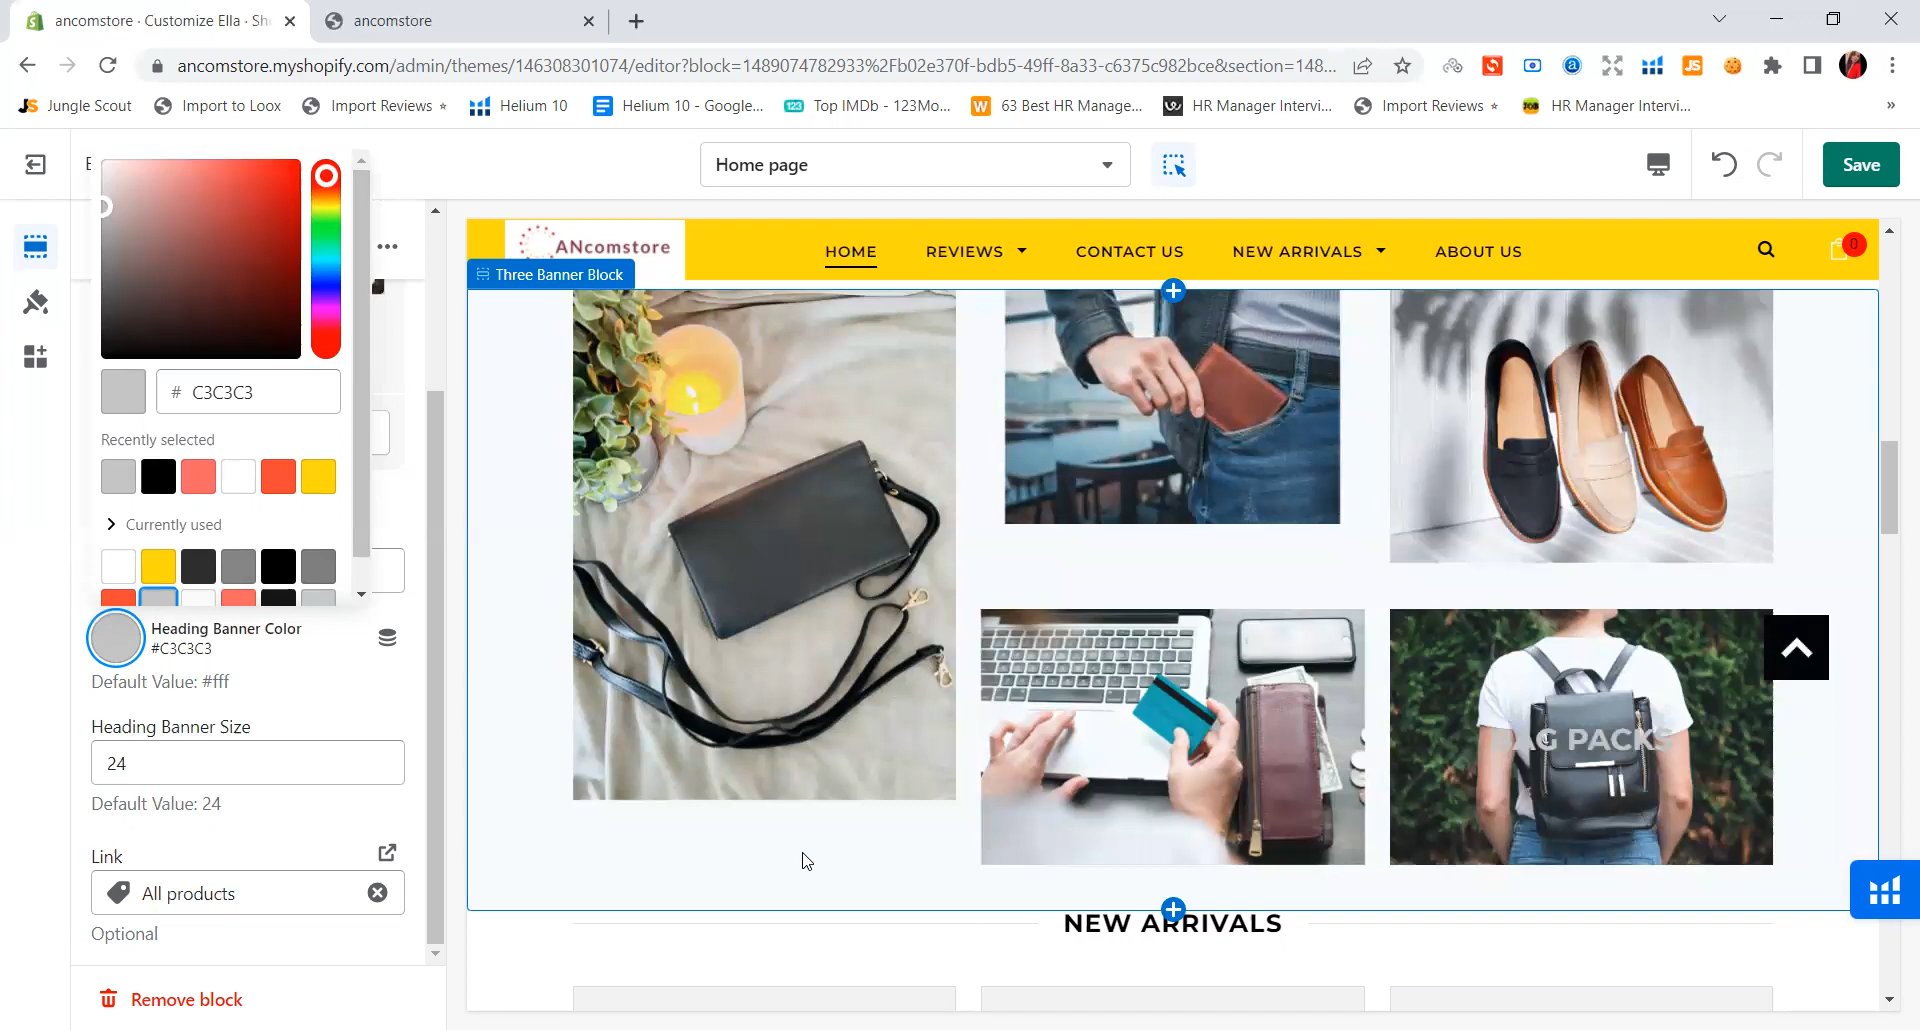 ancomstore · Customize Ella · Sh
ancomstore
ancomstore.myshopify.com/admin/themes/146308301074/editor?block=1489074782933%2Fb02e370f-bdb5-49ff-8a33-c6375c982bce&section=148...
Jungle Scout
Import to Loox
Import Reviews
Helium 10
Helium 10 - Google...
Top IMDb - 123Mo...
63 Best HR Manage...
HR Manager Intervi...
Import Reviews
HR Manager Intervi...
Home page
Save
# C3C3C3
Recently selected
Currently used
Heading Banner Color
#C3C3C3
Default Value: #fff
Heading Banner Size
24
Default Value: 24
Link
All products
Optional
Remove block
ANcomstore
HOME
REVIEWS
CONTACT US
NEW ARRIVALS
ABOUT US
0
Three Banner Block
BAG PACKS
NEW ARRIVALS